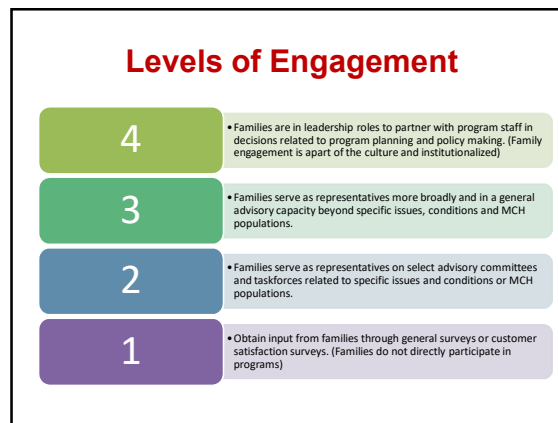 Levels of Engagement
4
• Families are in leadership roles to partner with program staff in
decisions related to program planning and policy making. (Family
engagement is apart of the culture and institutionalized)
3
• Families serve as representatives more broadly and in a general
advisory capacity beyond specific issues, conditions and MCH
populations.
2
• Families serve as representatives on select advisory committees
and taskforces related to specific issues and conditions or MCH
populations.
1
• Obtain input from families through general surveys or customer
satisfaction surveys. (Families do not directly participate in
programs)